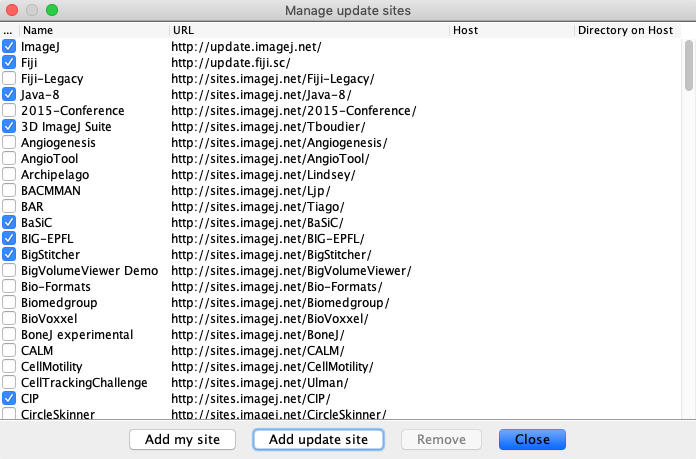 Manage update sites
... Name URL Host Directory on Host
ImageJ http://update.imagej.net/
Fiji http://update.fiji.sc/
Fiji-Legacy http://sites.imagej.net/Fiji-Legacy/
Java-8 http://sites.imagej.net/Java-8/
2015-Conference http://sites.imagej.net/2015-Conference/
3D ImageJ Suite http://sites.imagej.net/Tboudier/
Angiogenesis http://sites.imagej.net/Angiogenesis/
AngioTool http://sites.imagej.net/AngioTool/
Archipelago http://sites.imagej.net/Lindsey/
BACMMAN http://sites.imagej.net/Ljp/
BAR http://sites.imagej.net/Tiago/
BaSiC http://sites.imagej.net/BaSiC/
BIG-EPFL http://sites.imagej.net/BIG-EPFL/
BigStitcher http://sites.imagej.net/BigStitcher/
BigVolumeViewer Demo http://sites.imagej.net/BigVolumeViewer/
Bio-Formats http://sites.imagej.net/Bio-Formats/
Biomedgroup http://sites.imagej.net/Biomedgroup/
BioVoxxel http://sites.imagej.net/BioVoxxel/
BoneJ experimental http://sites.imagej.net/BoneJ/
CALM http://sites.imagej.net/CALM/
CellMotility http://sites.imagej.net/CellMotility/
CellTrackingChallenge http://sites.imagej.net/Ulman/
CIP http://sites.imagej.net/CIP/
CircleSkinner http://sites.imagej.net/CircleSkinner/
Add my site Add update site Remove Close